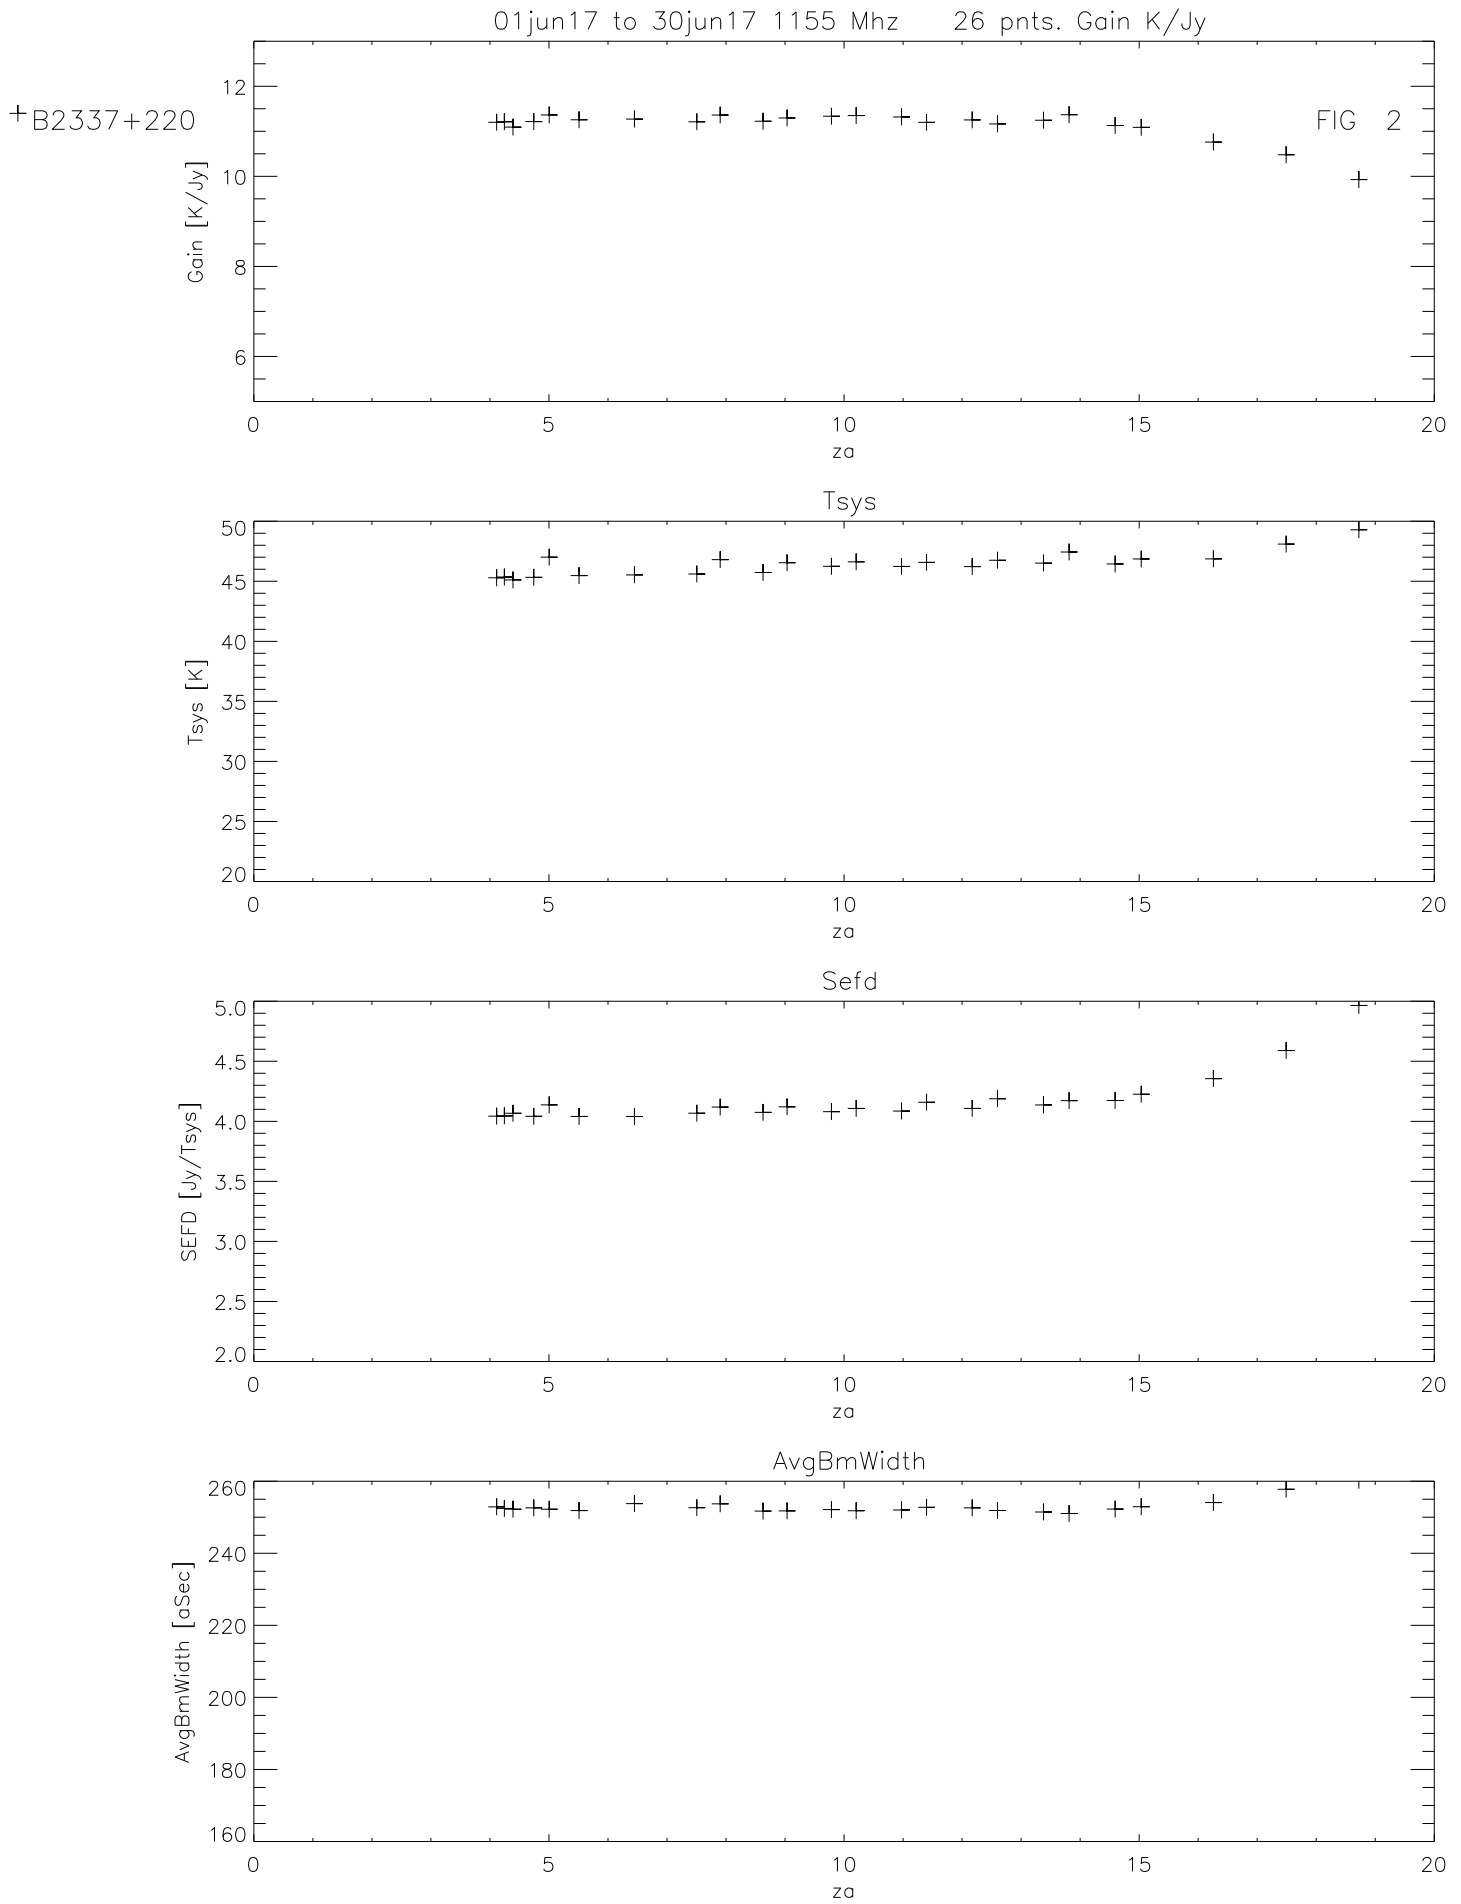 01jun17 to 30jun17 1155 Mhz 26 pnts. Gain K/Jy
+B2337+220
FIG 2
Gain [K/Jy]
12
10
8
6
0 5 10 15 20
za
Tsys
Tsys [K]
50
45
40
35
30
25
20
0 5 10 15 20
za
Sefd
SEFD [Jy/Tsys]
5.0
4.5
4.0
3.5
3.0
2.5
2.0
0 5 10 15 20
za
AvgBmWidth
AvgBmWidth [aSec]
260
240
220
200
180
160
0 5 10 15 20
za